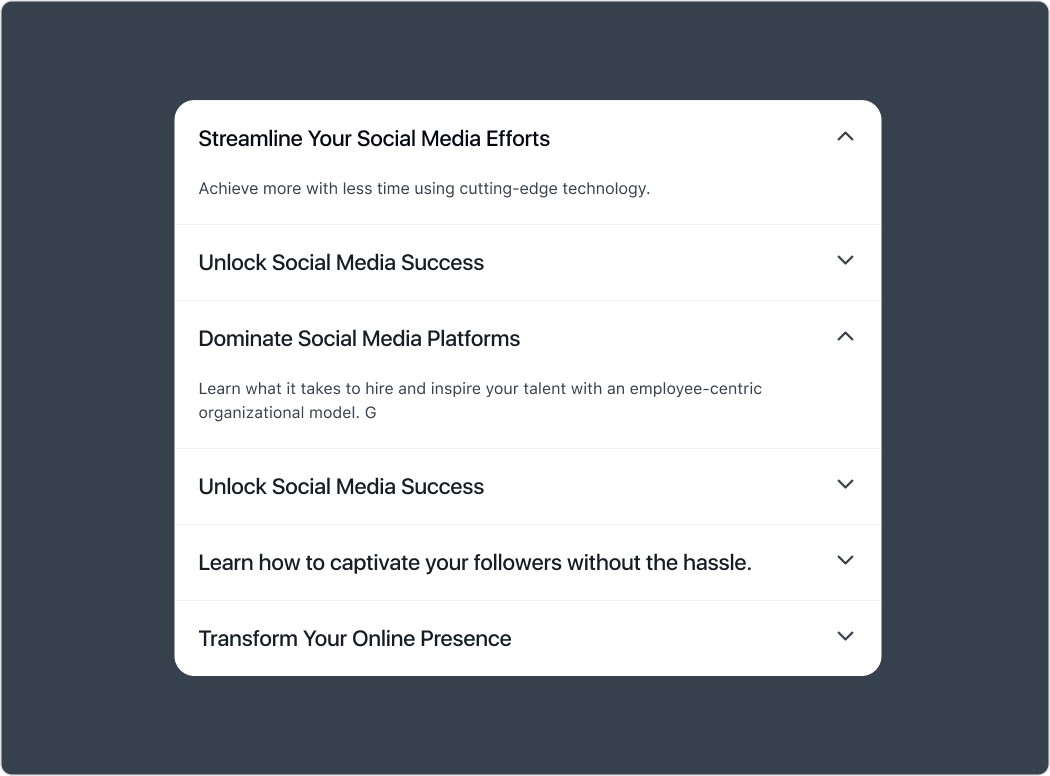 Streamline Your Social Media Efforts
Achieve more with less time using cutting-edge technology.
Unlock Social Media Success
Dominate Social Media Platforms
Learn what it takes to hire and inspire your talent with an employee-centric
organizational model. G
Unlock Social Media Success
Learn how to captivate your followers without the hassle.
Transform Your Online Presence